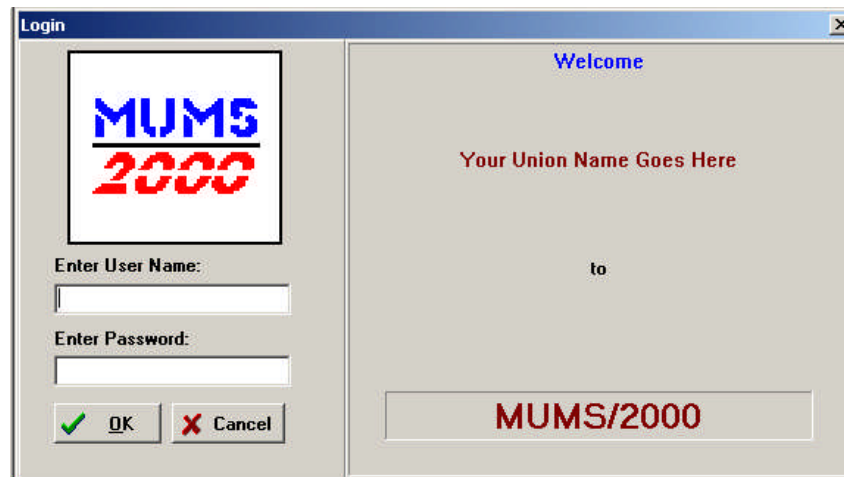 Login
MUMS
2000
Enter User Name:
Enter Password:
OK
Cancel
Welcome
Your Union Name Goes Here
to
MUMS/2000